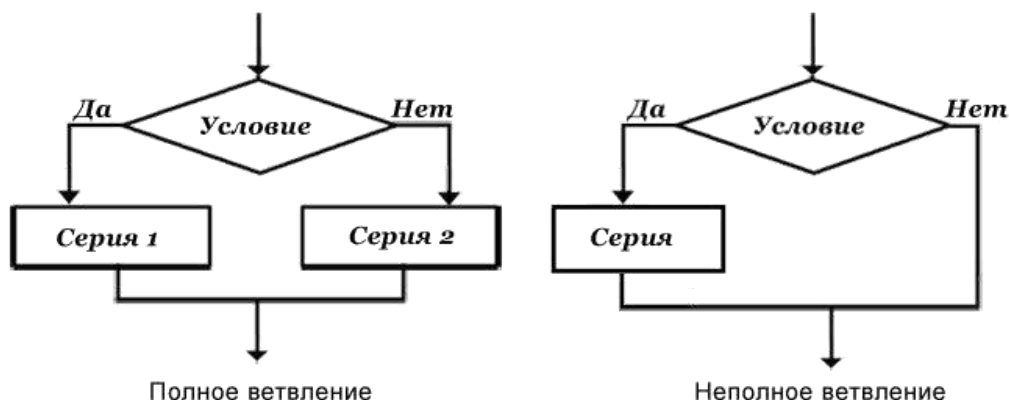 Да
Условие
Нет
Серия 1
Серия 2
Полное ветвление
Да
Условие
Нет
Серия
Неполное ветвление